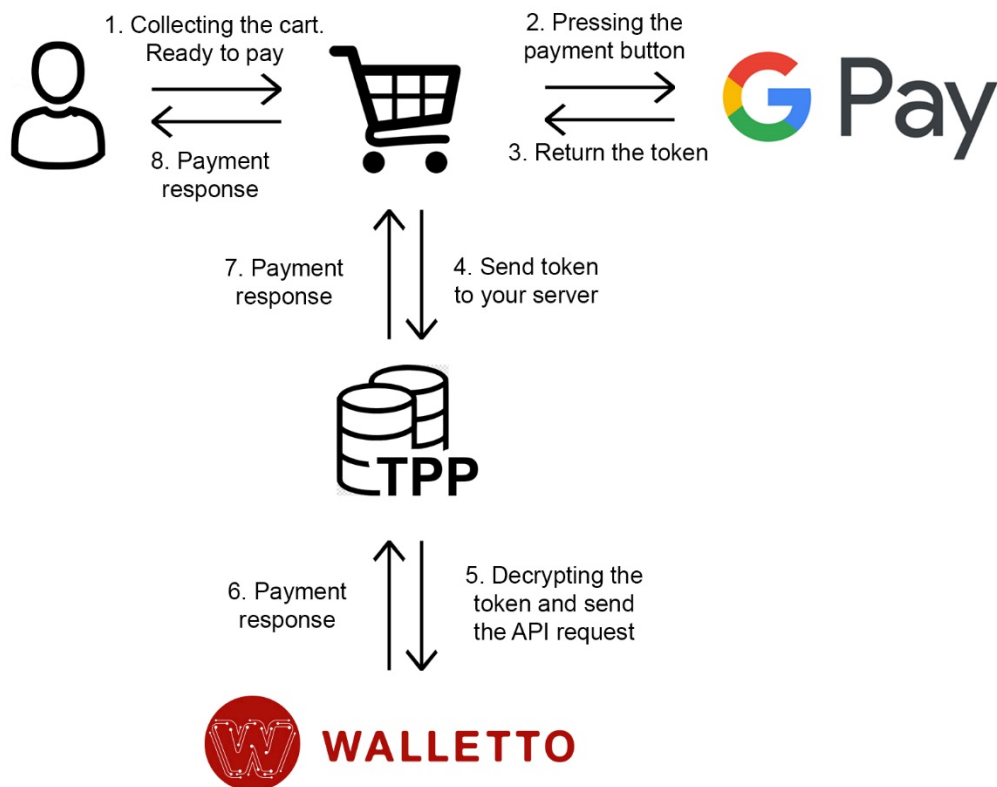 1. Collecting the cart.
Ready to pay
2. Pressing the
payment button
G Pay
3. Return the token
8. Payment
response
7. Payment
response
4. Send token
to your server
TPP
6. Payment
response
5. Decrypting the
token and send
the API request
W WALLETTO